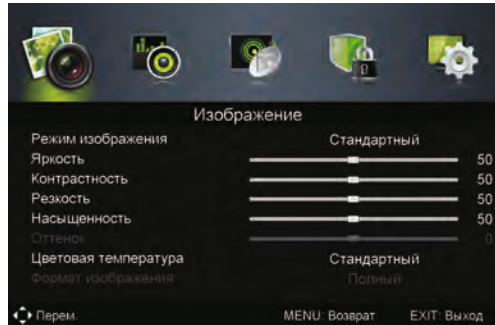 Изображение
Режим изображения Стандартный
Яркость 50
Контрастность 50
Резкость 50
Насыщенность 50
Оттенок 0
Цветовая температура Стандартный
Формат изображения Полный
Перем. MENU: Возврат EXIT: Выход